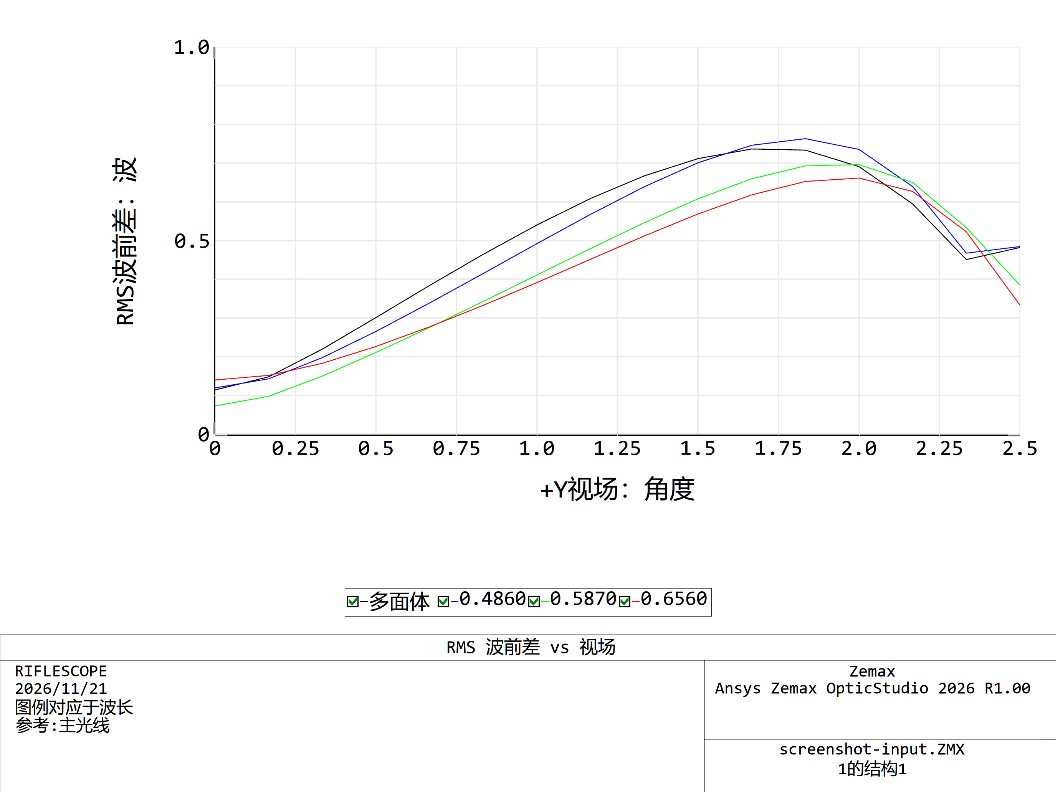 1.0
0.5
0
RMS波前差：波
0 0.25 0.5 0.75 1.0 1.25 1.5 1.75 2.0 2.25 2.5
+Y视场：角度
多面体 0.4860 0.5870 0.6560
RMS 波前差 vs 视场
RIFLESCOPE
2026/11/21
图例对应于波长
参考:主光线
Zemax
Ansys Zemax OpticStudio 2026 R1.00
screenshot-input.ZMX
1的结构1